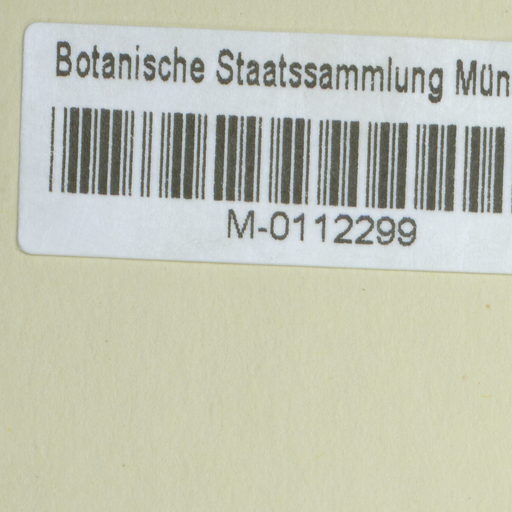 Botanische Staatssammlung Mün
M-0112299